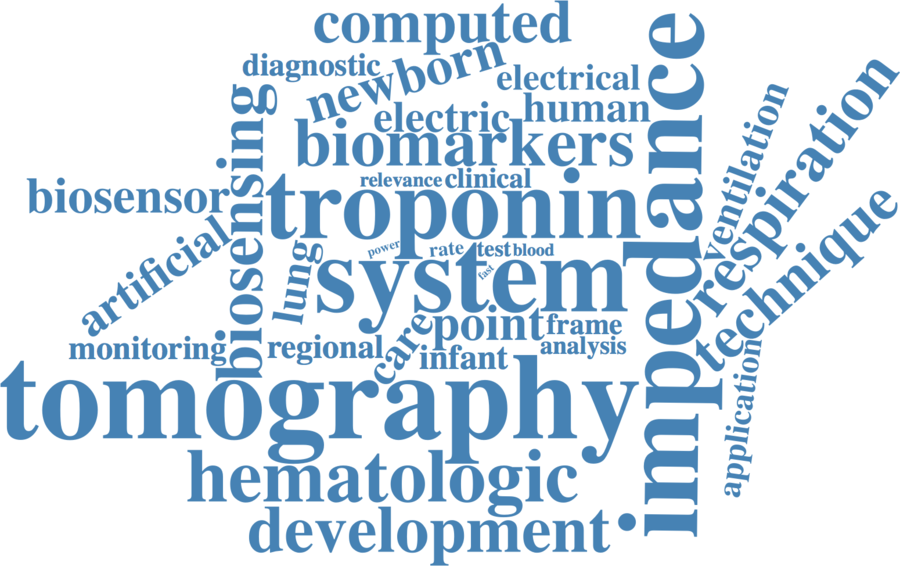 computed
diagnostic
newborn
electrical
electric
human
biomarkers
impedance
biosensing
relevance
clinical
biosensor
troponin
ventilation
respiration
artificial
lung
power
rate
test
blood
fast
system
technique
monitoring
regional
care
point
frame
infant
analysis
application
tomography
hematologic
development